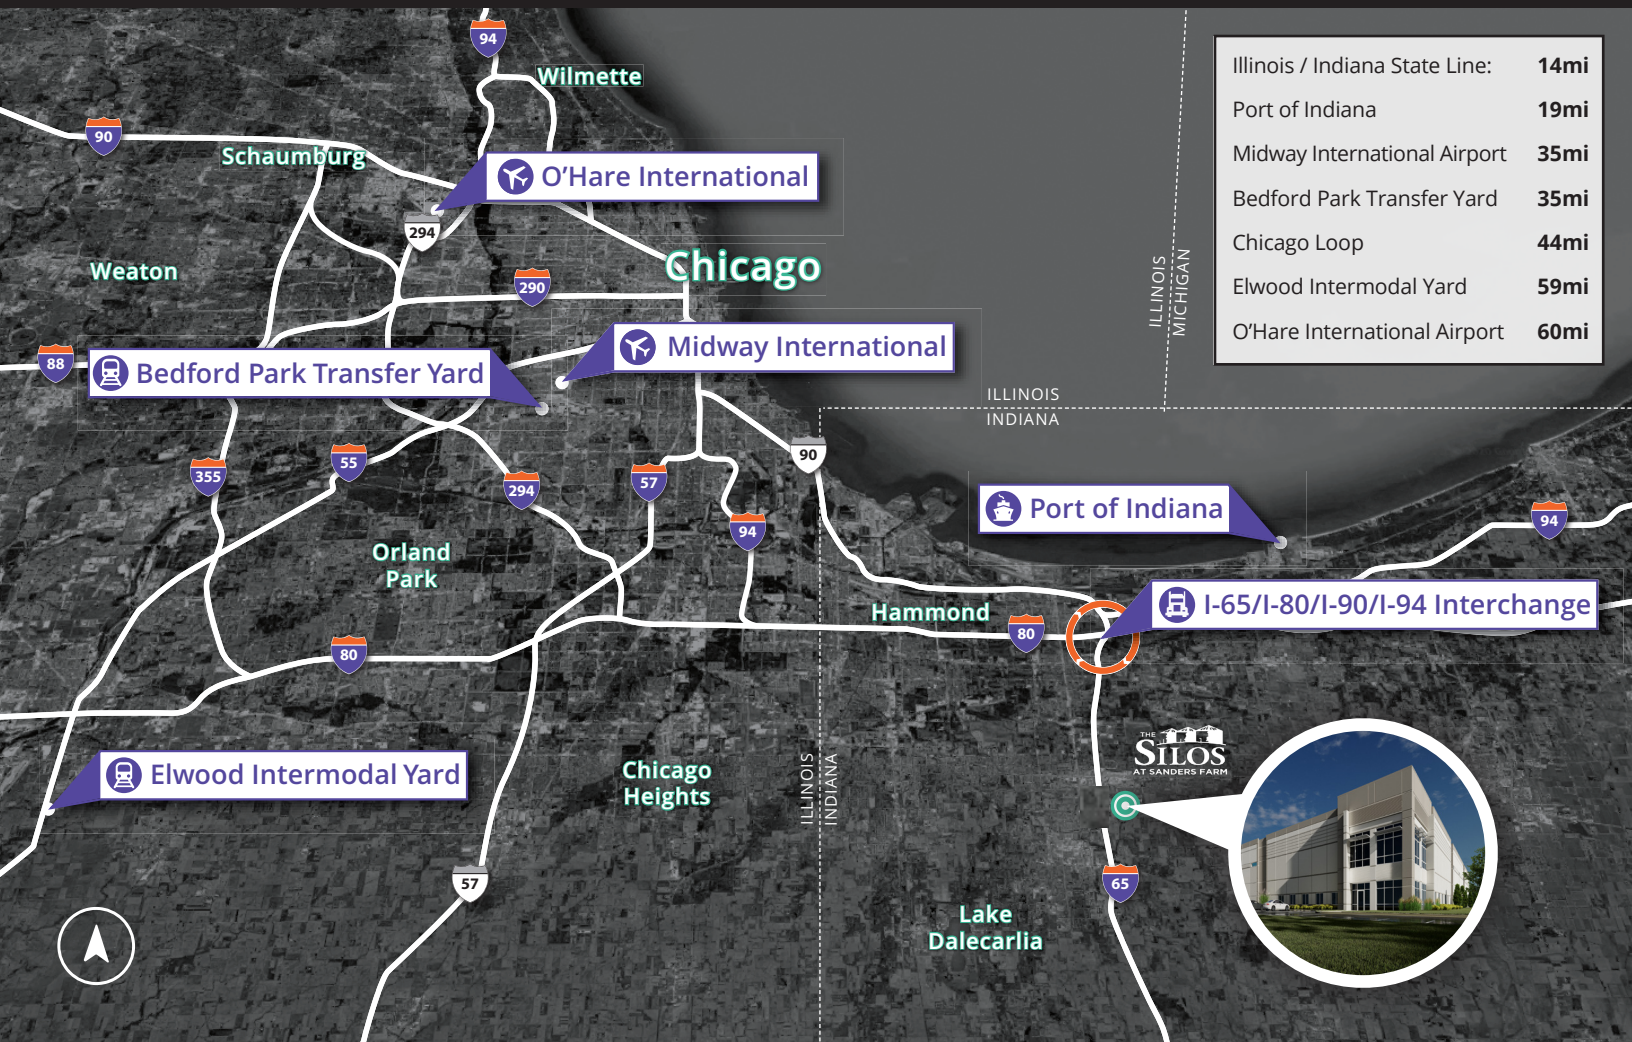 94
Wilmette
90
Schaumburg
O’Hare International
294
Weaton
Chicago
290
Midway International
88
Bedford Park Transfer Yard
Illinois / Indiana State Line: 14mi
Port of Indiana 19mi
Midway International Airport 35mi
Bedford Park Transfer Yard 35mi
Chicago Loop 44mi
Elwood Intermodal Yard 59mi
O’Hare International Airport 60mi
ILLINOIS
MICHIGAN
ILLINOIS
INDIANA
90
355
55
294
57
94
Port of Indiana
94
Orland
Park
Hammond
80
I-65/I-80/I-90/I-94 Interchange
80
Elwood Intermodal Yard
Chicago
Heights
ILLINOIS
INDIANA
THE
SILOS
AT SANDERS FARM
57
65
Lake
Dalecarlia